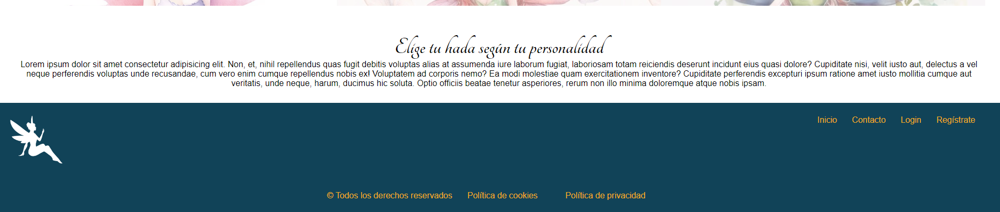 Elige tu hada según tu personalidad
Lorem ipsum dolor sit amet consectetur adipisicing elit. Non, et, nihil repellendus quas fugit debitis voluptas alias at assumenda iure laborum fugiat, laboriosam totam reiciendis deserunt incidunt eius quasi dolore? Cupiditate nisi, velit iusto aut, delectus a vel
neque perferendis voluptas unde recusandae, cum vero enim cumque repellendus nobis ex! Voluptatem ad corporis nemo? Ea modi molestiae quam exercitationem inventore? Cupiditate perferendis excepturi ipsum ratione amet iusto mollitia cumque aut
veritatis, unde neque, harum, ducimus hic soluta. Optio officiis beatae tenetur asperiores, rerum non illo minima doloremque atque nobis ipsam.
Inicio Contacto Login Regístrate
© Todos los derechos reservados Política de cookies Política de privacidad